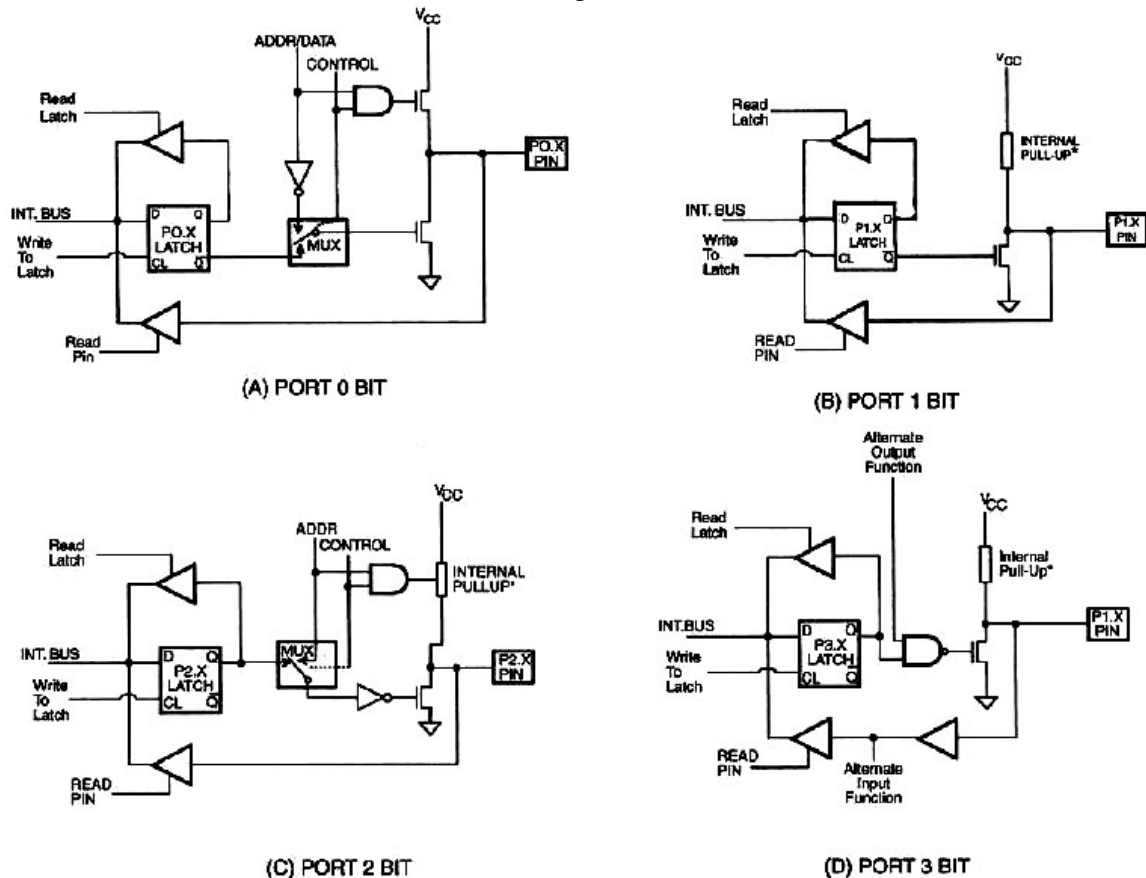 VCC
ADDR/DATA
CONTROL
Read
Latch
INT. BUS
D Q
P0.X
LATCH
CL Q
Write
To
Latch
MUX
P0.X
PIN
Read
Pin
(A) PORT 0 BIT
VCC
Read
Latch
INTERNAL
PULL-UP*
INT. BUS
D Q
P1.X
LATCH
CL Q
Write
To
Latch
P1.X
PIN
READ
PIN
(B) PORT 1 BIT
VCC
ADDR
CONTROL
Read
Latch
INTERNAL
PULLUP*
INT. BUS
D Q
P2.X
LATCH
CL Q
Write
To
Latch
MUX
P2.X
PIN
READ
PIN
(C) PORT 2 BIT
Alternate
Output
Function
VCC
Read
Latch
Internal
Pull-Up*
INT.BUS
D Q
P3.X
LATCH
CL Q
Write
To
Latch
P1.X
PIN
READ
PIN
Alternate
Input
Function
(D) PORT 3 BIT